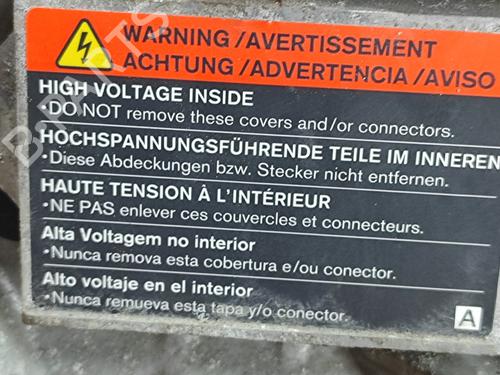 WARNING /AVERTISSEMENT
ACHTUNG /ADVERTENCIA /AVISO
HIGH VOLTAGE INSIDE
•DO NOT remove these covers and/or connectors.
HOCHSPANNUNGSFÜHRENDE TEILE IM INNEREN
•Diese Abdeckungen bzw. Stecker nicht entfernen.
HAUTE TENSION À L'INTÉRIEUR
•NE PAS enlever ces couvercles et connecteurs.
Alta Voltagem no interior
•Nunca remova esta cobertura e/ou conector.
Alto voltaje en el interior
•Nunca remueva esta tapa y/o conector.
A